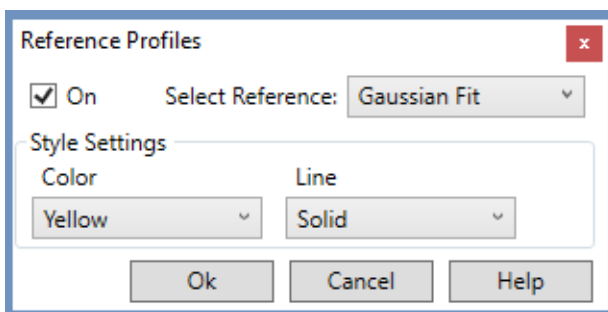 Reference Profiles x
On Select Reference: Gaussian Fit
Style Settings
Color Line
Yellow Solid
Ok Cancel Help